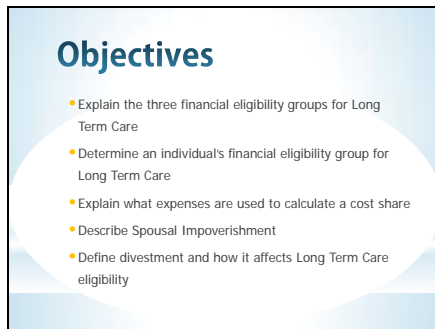 Objectives
• Explain the three financial eligibility groups for Long
Term Care
• Determine an individual's financial eligibility group for
Long Term Care
• Explain what expenses are used to calculate a cost share
• Describe Spousal Impoverishment
• Define divestment and how it affects Long Term Care
eligibility